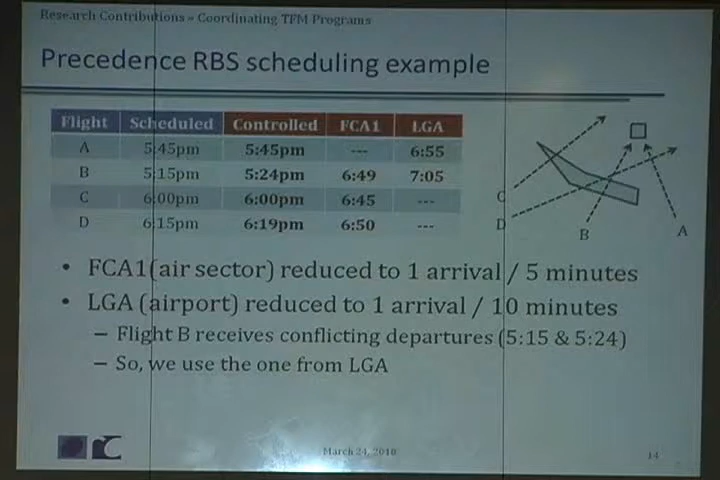 Research Contributions » Coordinating TFM Programs
Precedence RBS scheduling example
Flight Scheduled Controlled FCA1 LGA
A 5:45pm 5:45pm --- 6:55
B 5:15pm 5:24pm 6:49 7:05
C 6:00pm 6:00pm 6:45 ---
D 6:15pm 6:19pm 6:50 ---
C
D
B
A
• FCA1(air sector) reduced to 1 arrival / 5 minutes
• LGA (airport) reduced to 1 arrival / 10 minutes
– Flight B receives conflicting departures (5:15 & 5:24)
– So, we use the one from LGA
March 24, 2010
14